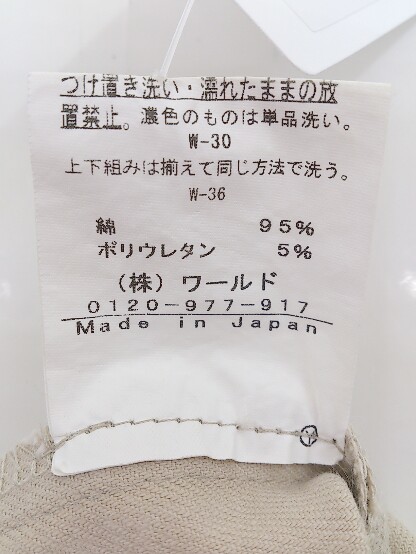 つけ置き洗い・濡れたままの放
置禁止。濃色のものは単品洗い。
W-30
上下組みは揃えて同じ方法で洗う。
W-36
綿 95%
ポリウレタン 5%
(株)ワールド
0120-977-917
Made in Japan